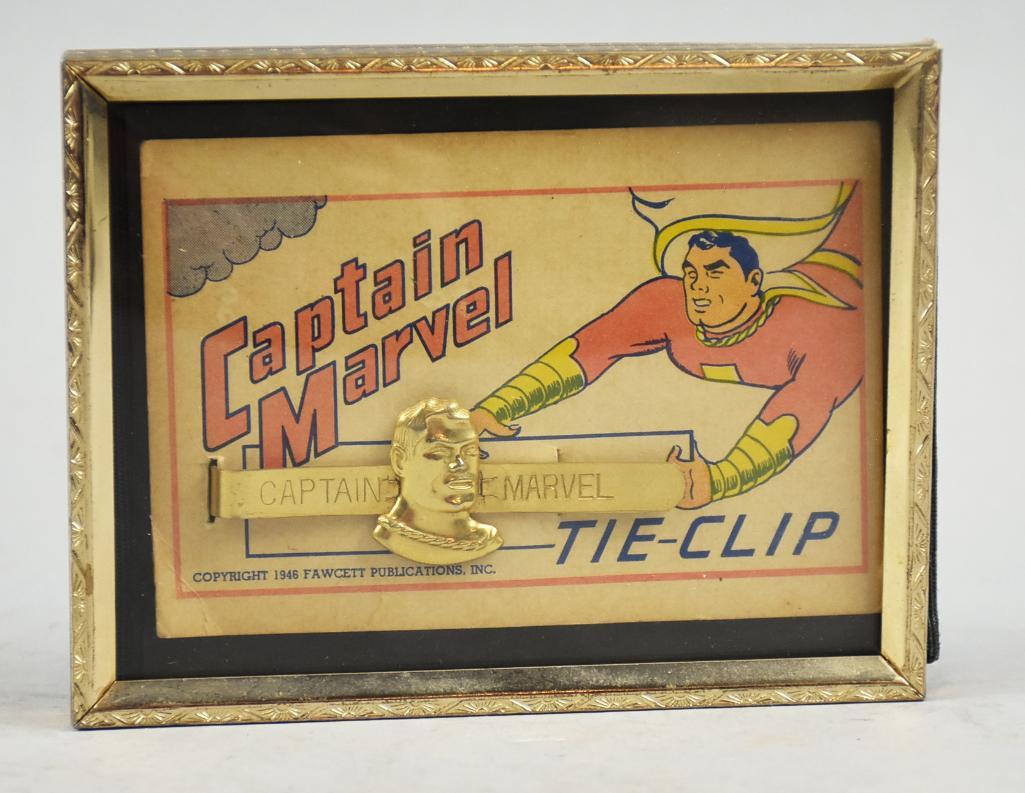 Captain
Marvel
CAPTAIN MARVEL
TIE-CLIP
COPYRIGHT 1946 FAWCETT PUBLICATIONS, INC.